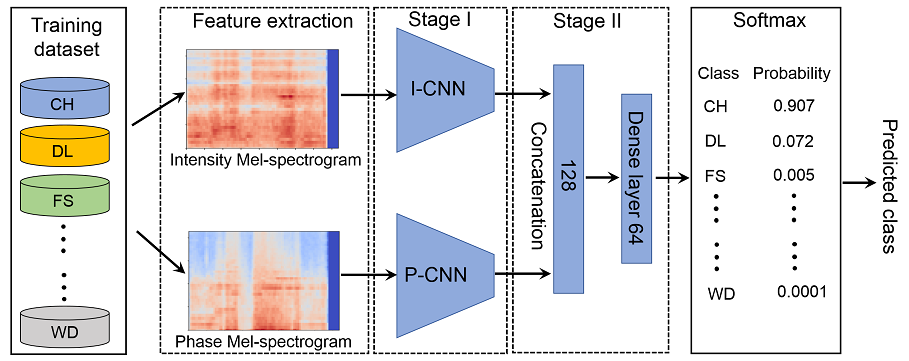 Training
dataset
CH
DL
FS
WD
Feature extraction
Intensity Mel-spectrogram
Phase Mel-spectrogram
Stage I
I-CNN
P-CNN
Stage II
Concatenation
128
Dense layer 64
Softmax
Class Probability
CH 0.907
DL 0.072
FS 0.005
WD 0.0001
Predicted class